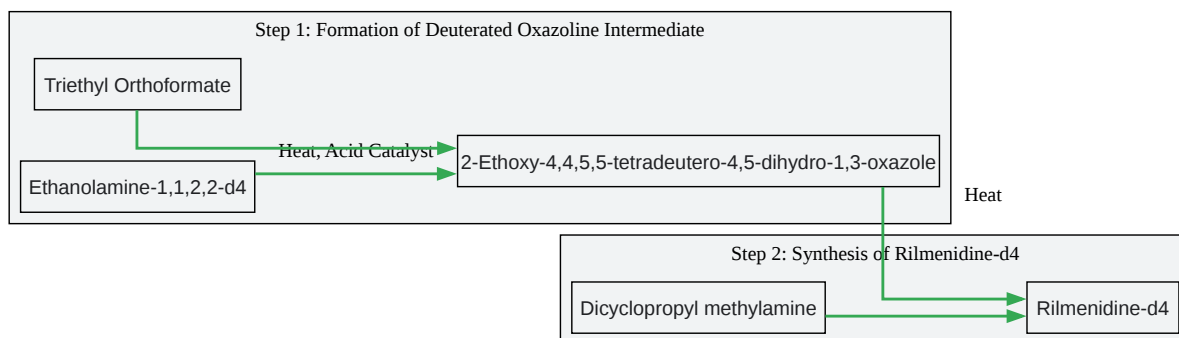 Step 1: Formation of Deuterated Oxazoline Intermediate
Triethyl Orthoformate
Heat, Acid Catalyst
2-Ethoxy-4,4,5,5-tetradeutero-4,5-dihydro-1,3-oxazole
Ethanolamine-1,1,2,2-d4
Heat
Step 2: Synthesis of Rilmenidine-d4
Dicyclopropyl methylamine
Rilmenidine-d4